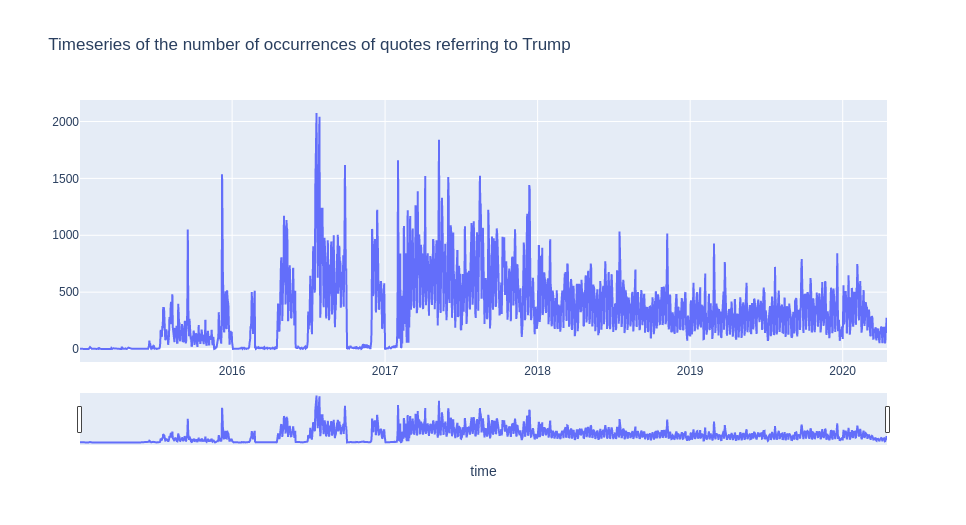 Timeseries of the number of occurrences of quotes referring to Trump
2000
1500
1000
500
0
2016 2017 2018 2019 2020
time